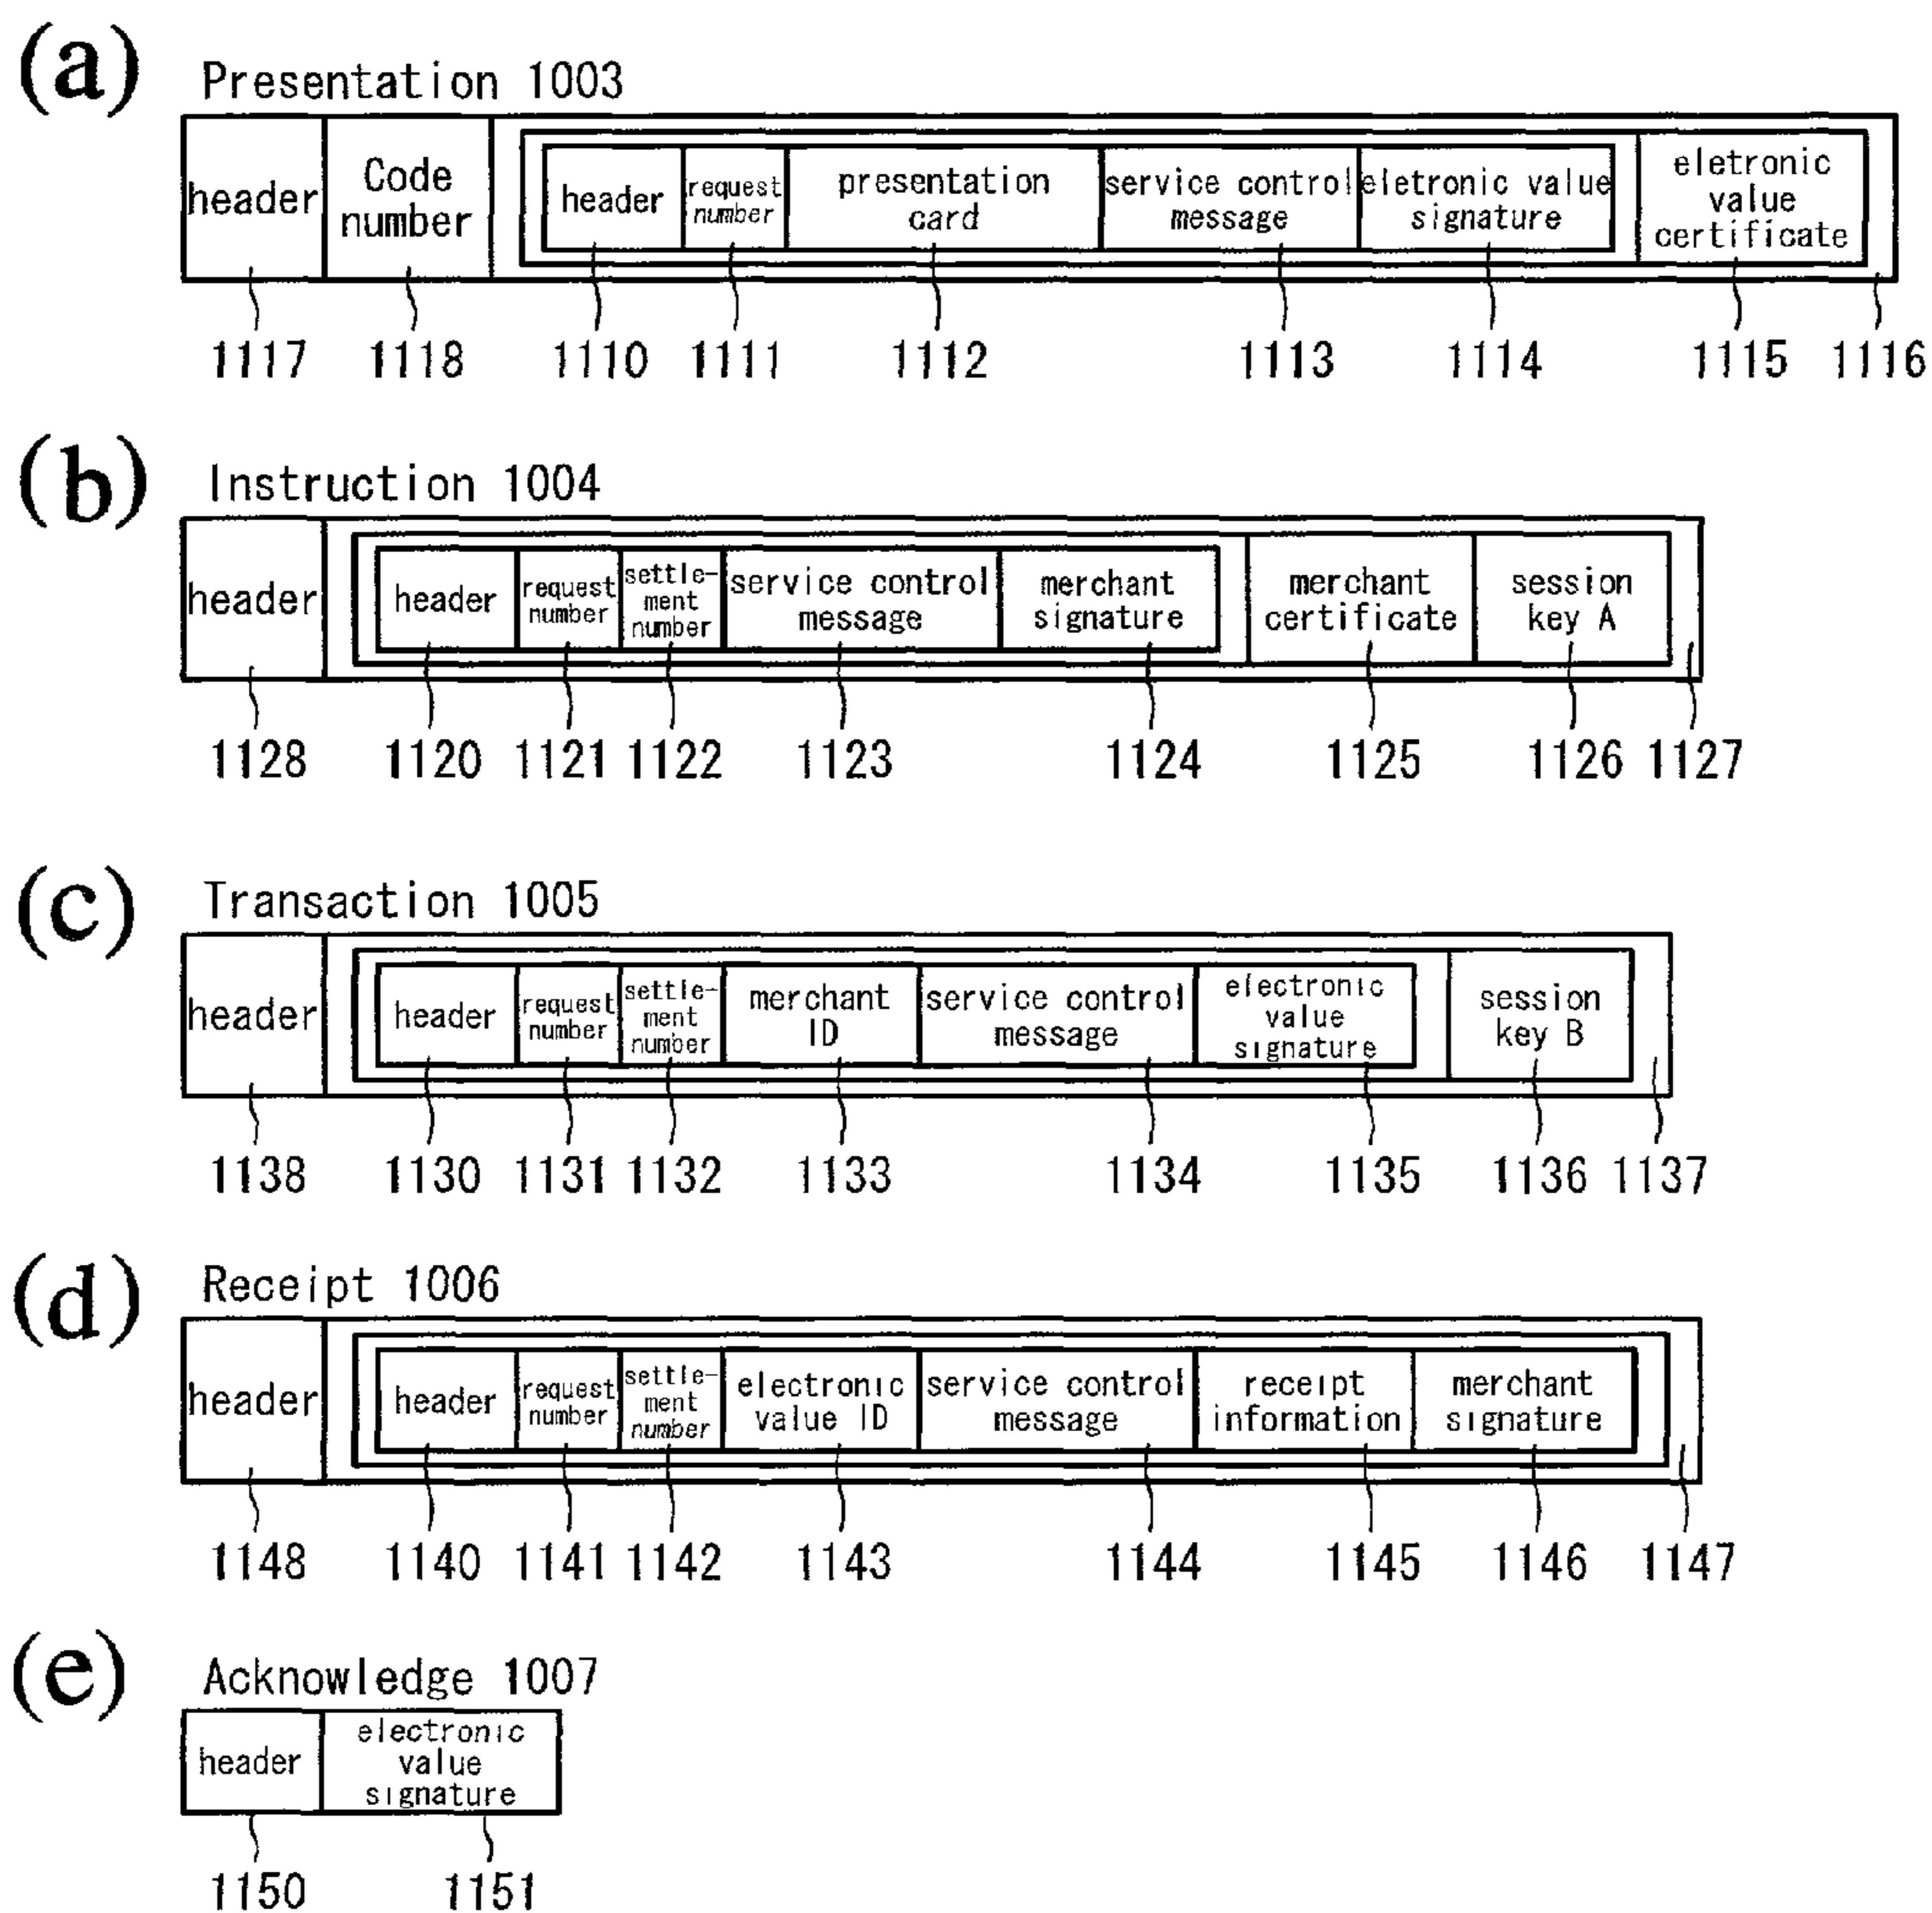 (a)
Presentation 1003
header
Code
number
header
request
number
presentation
card
service control
message
eletronic value
signature
eletronic
value
certificate
1117 1118 1110 1111 1112 1113 1114 1115 1116
(b)
Instruction 1004
header
header
request
number
settle-
ment
number
service control
message
merchant
signature
merchant
certificate
session
key A
1128 1120 1121 1122 1123 1124 1125 1126 1127
(c)
Transaction 1005
header
header
request
number
settle-
ment
number
merchant
ID
service control
message
electronic
value
signature
session
key B
1138 1130 1131 1132 1133 1134 1135 1136 1137
(d)
Receipt 1006
header
header
request
number
settle-
ment
number
electronic
value ID
service control
message
receipt
information
merchant
signature
1148 1140 1141 1142 1143 1144 1145 1146 1147
(e)
Acknowledge 1007
header
electronic
value
signature
1150 1151